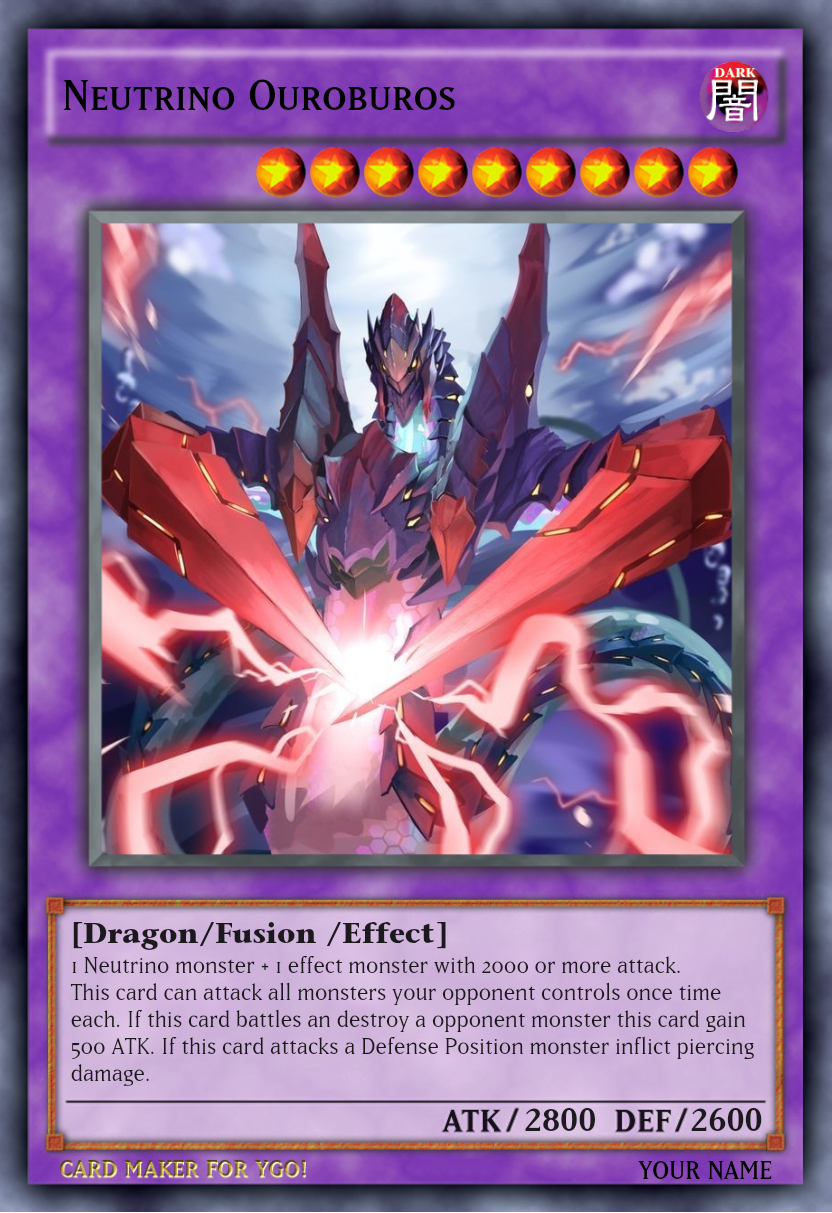 Neutrino Ouroburos
DARK
闇
[Dragon/Fusion /Effect]
1 Neutrino monster + 1 effect monster with 2000 or more attack.
This card can attack all monsters your opponent controls once time
each. If this card battles an destroy a opponent monster this card gain
500 ATK. If this card attacks a Defense Position monster inflict piercing
damage.
ATK/2800 DEF/2600
CARD MAKER FOR YGO!
YOUR NAME